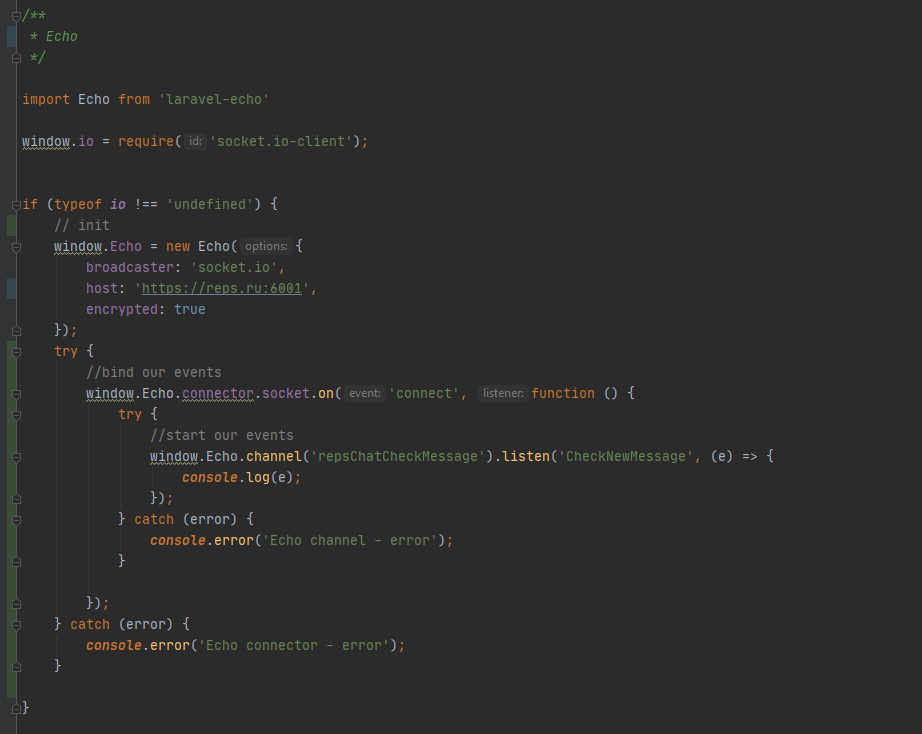 /**
 * Echo
 */
import Echo from 'laravel-echo'
window.io = require( id: 'socket.io-client');
if (typeof io !== 'undefined') {
    // init
    window.Echo = new Echo( options: {
        broadcaster: 'socket.io',
        host: 'https://reps.ru:6001',
        encrypted: true
    });
    try {
        //bind our events
        window.Echo.connector.socket.on( event: 'connect', listener: function () {
            try {
                //start our events
                window.Echo.channel('repsChatCheckMessage').listen('CheckNewMessage', (e) => {
                    console.log(e);
                });
            } catch (error) {
                console.error('Echo channel - error');
            }
        });
    } catch (error) {
        console.error('Echo connector - error');
    }
}